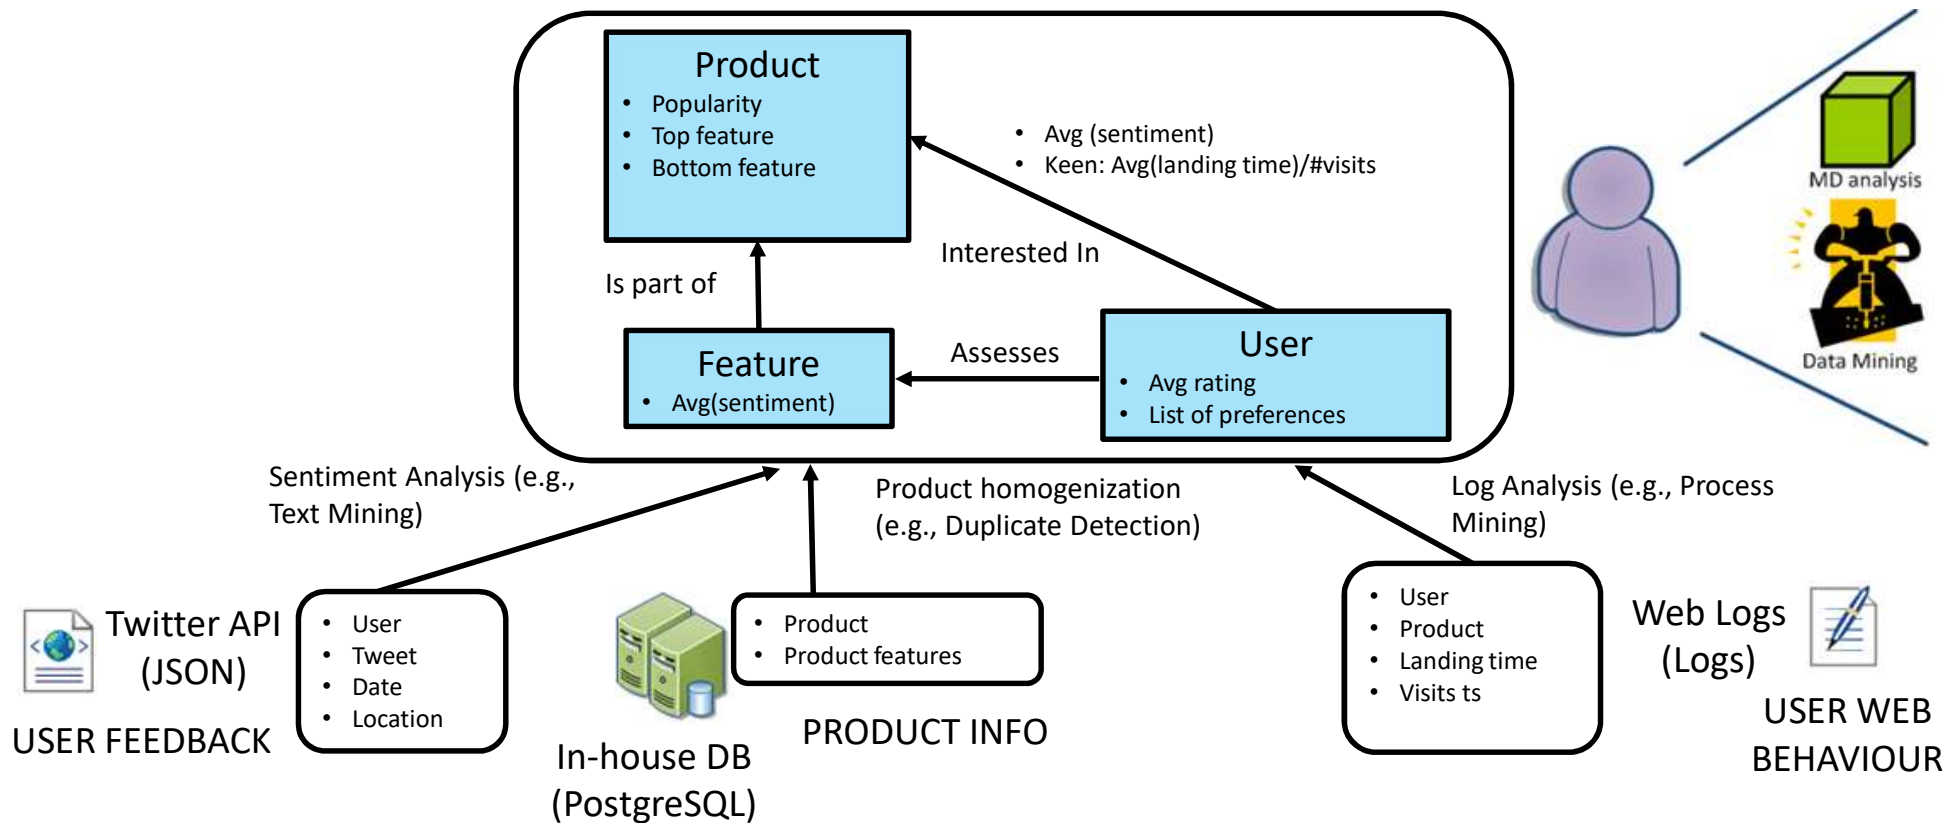 Product
• Popularity
• Top feature
• Bottom feature
• Avg (sentiment)
• Keen: Avg(landing time)/#visits
MD analysis
Interested In
Is part of
Feature
• Avg(sentiment)
Assesses
User
• Avg rating
• List of preferences
Data Mining
Sentiment Analysis (e.g.,
Text Mining)
Product homogenization
(e.g., Duplicate Detection)
Log Analysis (e.g., Process
Mining)
Twitter API
(JSON)
USER FEEDBACK
• User
• Tweet
• Date
• Location
In-house DB
(PostgreSQL)
• Product
• Product features
PRODUCT INFO
• User
• Product
• Landing time
• Visits ts
Web Logs
(Logs)
USER WEB
BEHAVIOUR